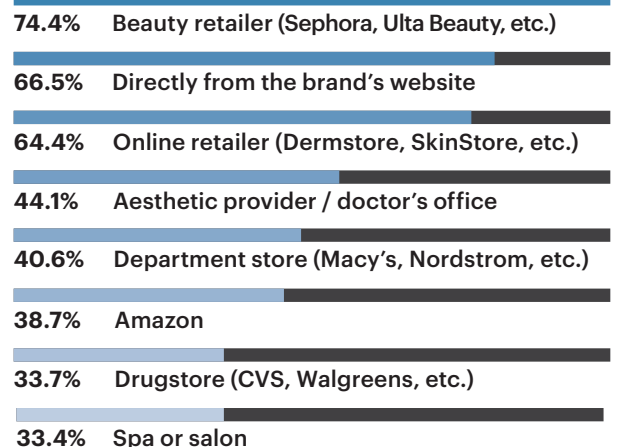 74.4% Beauty retailer (Sephora, Ulta Beauty, etc.)
66.5% Directly from the brand’s website
64.4% Online retailer (Dermstore, SkinStore, etc.)
44.1% Aesthetic provider / doctor’s office
40.6% Department store (Macy’s, Nordstrom, etc.)
38.7% Amazon
33.7% Drugstore (CVS, Walgreens, etc.)
33.4% Spa or salon